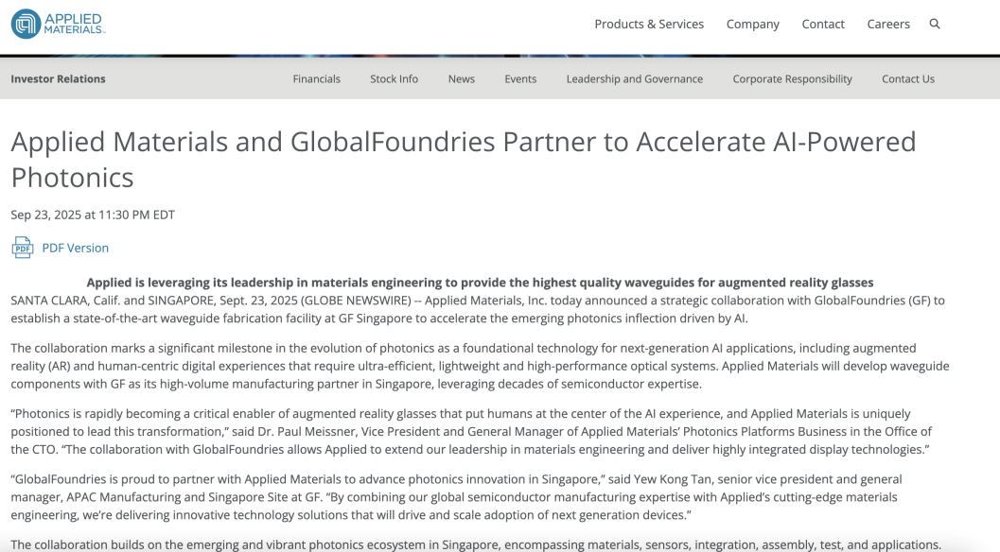 APPLIED
MATERIALS
Products & Services
Company
Contact
Careers
Investor Relations
Financials
Stock Info
News
Events
Leadership and Governance
Corporate Responsibility
Contact Us
Applied Materials and GlobalFoundries Partner to Accelerate AI-Powered
Photonics
Sep 23, 2025 at 11:30 PM EDT
PDF
PDF Version
Applied is leveraging its leadership in materials engineering to provide the highest quality waveguides for augmented reality glasses
SANTA CLARA, Calif. and SINGAPORE, Sept. 23, 2025 (GLOBE NEWSWIRE) -- Applied Materials, Inc. today announced a strategic collaboration with GlobalFoundries (GF) to
establish a state-of-the-art waveguide fabrication facility at GF Singapore to accelerate the emerging photonics inflection driven by AI.
The collaboration marks a significant milestone in the evolution of photonics as a foundational technology for next-generation AI applications, including augmented
reality (AR) and human-centric digital experiences that require ultra-efficient, lightweight and high-performance optical systems. Applied Materials will develop waveguide
components with GF as its high-volume manufacturing partner in Singapore, leveraging decades of semiconductor expertise.
“Photonics is rapidly becoming a critical enabler of augmented reality glasses that put humans at the center of the AI experience, and Applied Materials is uniquely
positioned to lead this transformation,” said Dr. Paul Meissner, Vice President and General Manager of Applied Materials’ Photonics Platforms Business in the Office of
the CTO. “The collaboration with GlobalFoundries allows Applied to extend our leadership in materials engineering and deliver highly integrated display technologies.”
“GlobalFoundries is proud to partner with Applied Materials to advance photonics innovation in Singapore,” said Yew Kong Tan, senior vice president and general
manager, APAC Manufacturing and Singapore Site at GF. “By combining our global semiconductor manufacturing expertise with Applied’s cutting-edge materials
engineering, we’re delivering innovative technology solutions that will drive and scale adoption of next generation devices.”
The collaboration builds on the emerging and vibrant photonics ecosystem in Singapore, encompassing materials, sensors, integration, assembly, test, and applications.